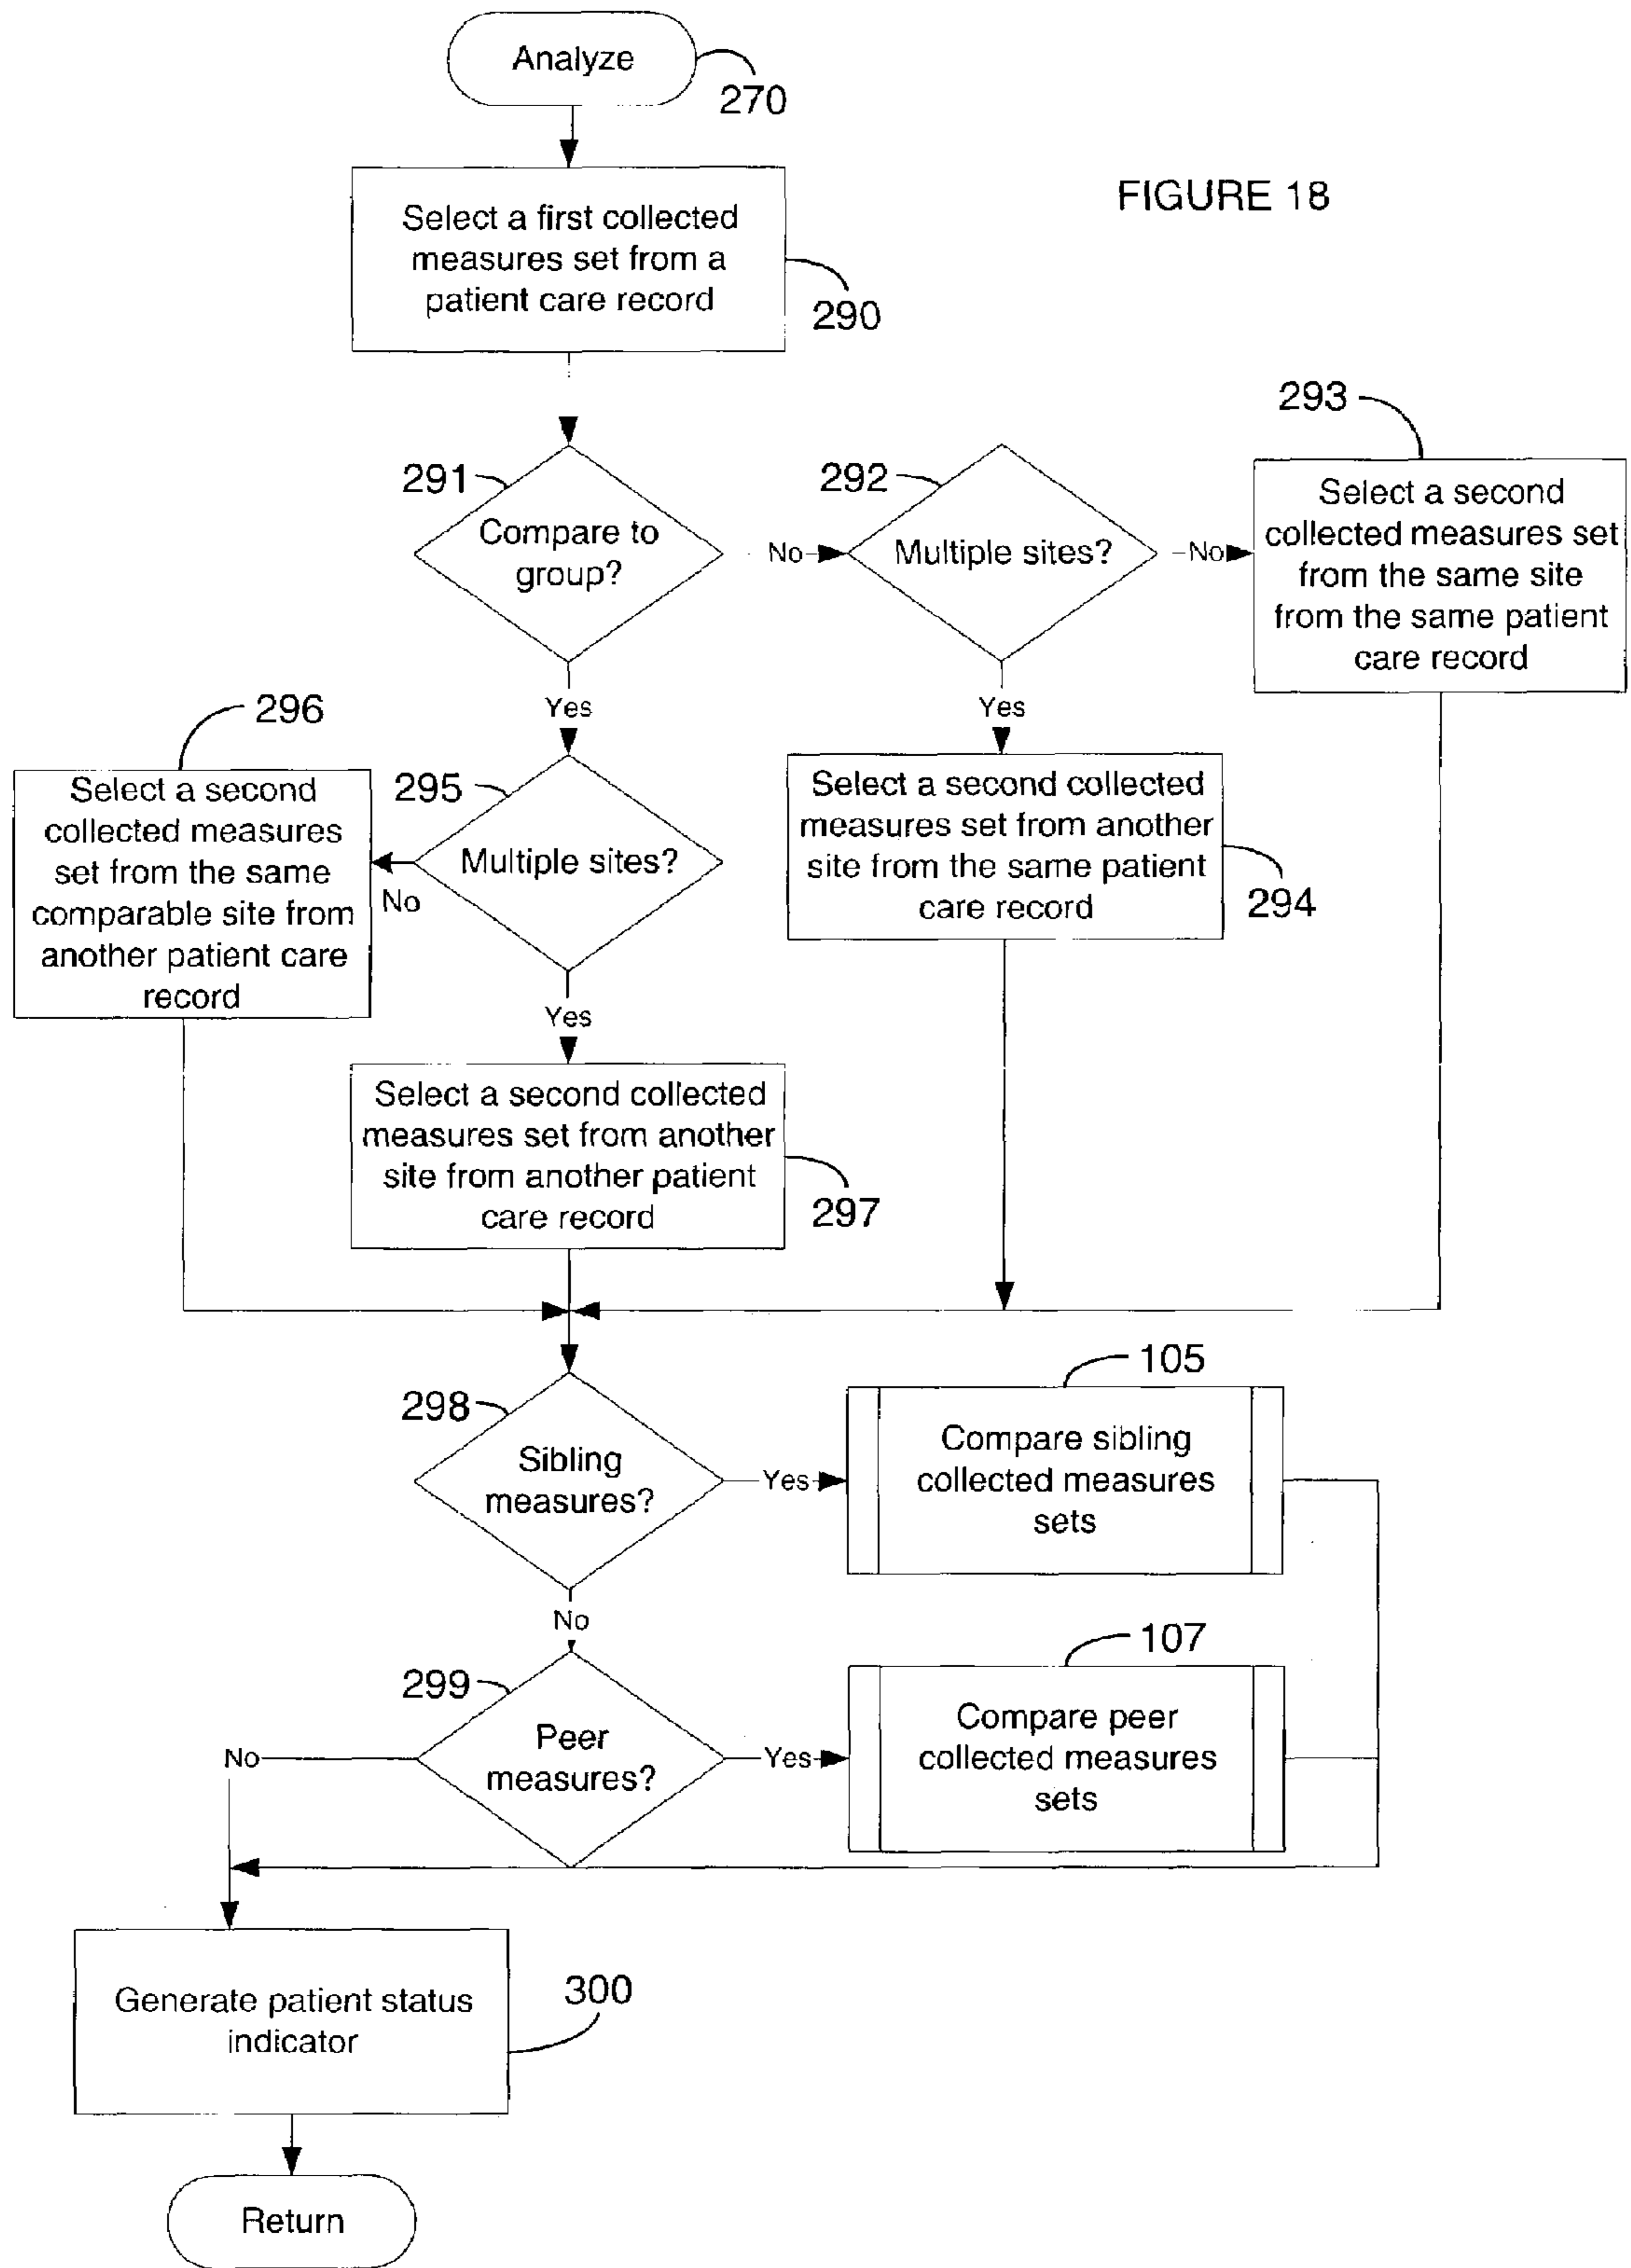 Analyze
270
FIGURE 18
Select a first collected
measures set from a
patient care record
290
291
Compare to
group?
No
292
Multiple sites?
No
293
Select a second
collected measures set
from the same site
from the same patient
care record
Yes
Yes
296
Select a second
collected measures
set from the same
comparable site from
another patient care
record
295
Multiple sites?
No
Select a second collected
measures set from another
site from the same patient
care record
294
Yes
Select a second collected
measures set from another
site from another patient
care record
297
298
Sibling
measures?
Yes
105
Compare sibling
collected measures
sets
No
299
Peer
measures?
No
Yes
107
Compare peer
collected measures
sets
Generate patient status
indicator
300
Return